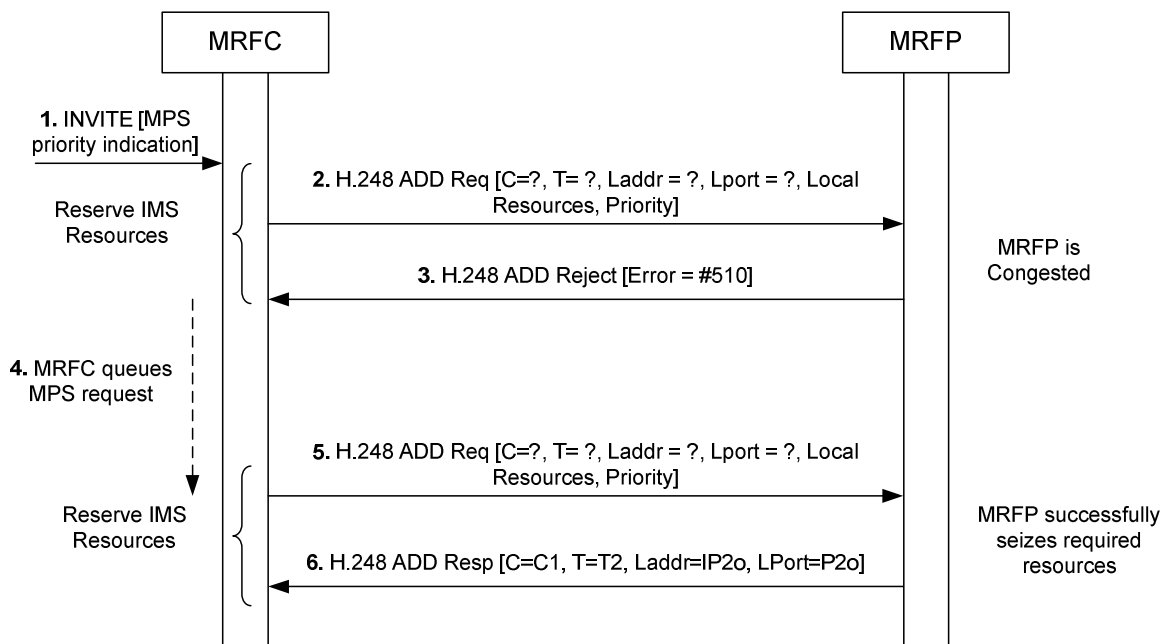 MRFC
MRFP
1. INVITE [MPS
priority indication]
2. H.248 ADD Req [C=?, T= ?, Laddr = ?, Lport = ?, Local
Resources, Priority]
Reserve IMS
Resources
MRFP is
Congested
3. H.248 ADD Reject [Error = #510]
4. MRFC queues
MPS request
5. H.248 ADD Req [C=?, T= ?, Laddr = ?, Lport = ?, Local
Resources, Priority]
Reserve IMS
Resources
MRFP successfully
seizes required
resources
6. H.248 ADD Resp [C=C1, T=T2, Laddr=IP2o, LPort=P2o]